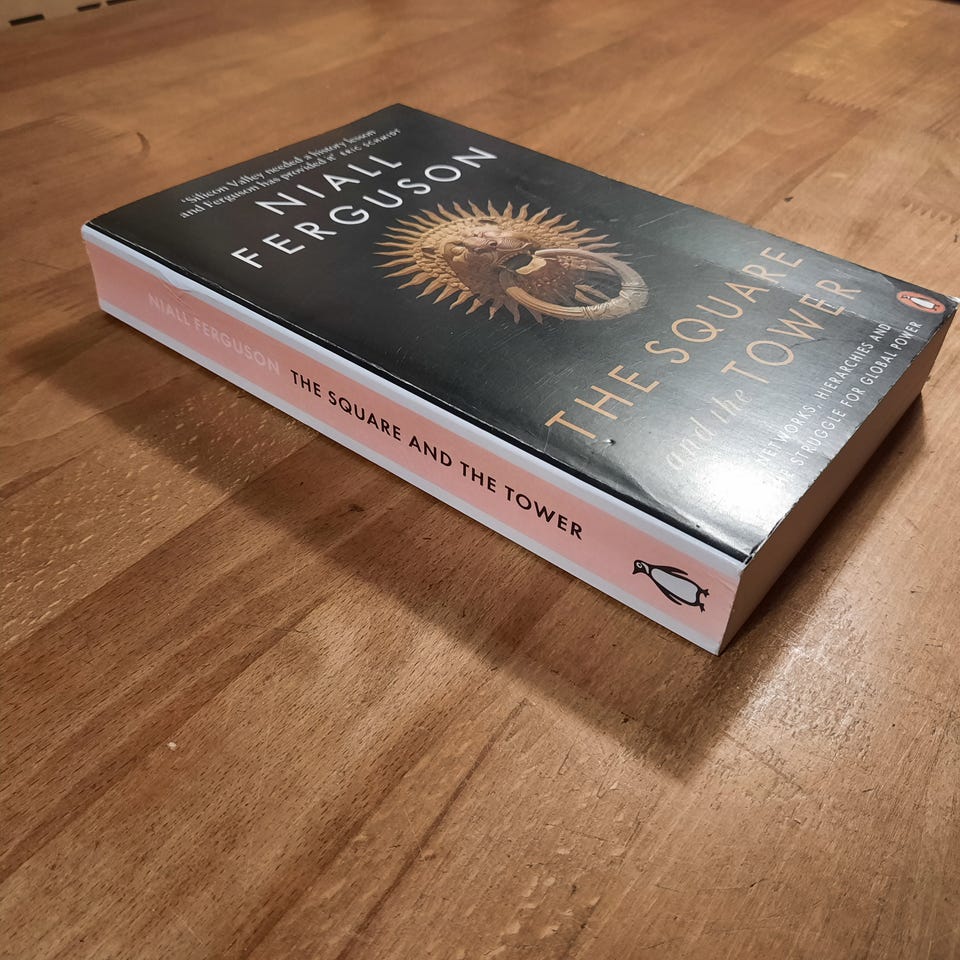 'Silicon Valley needed a history lesson
and Ferguson has provided it' ERIC SCHMIDT
NIALL
FERGUSON
THE SQUARE
and the TOWER
NETWORKS, HIERARCHIES AND
STRUGGLE FOR GLOBAL POWER
NIALL FERGUSON THE SQUARE AND THE TOWER